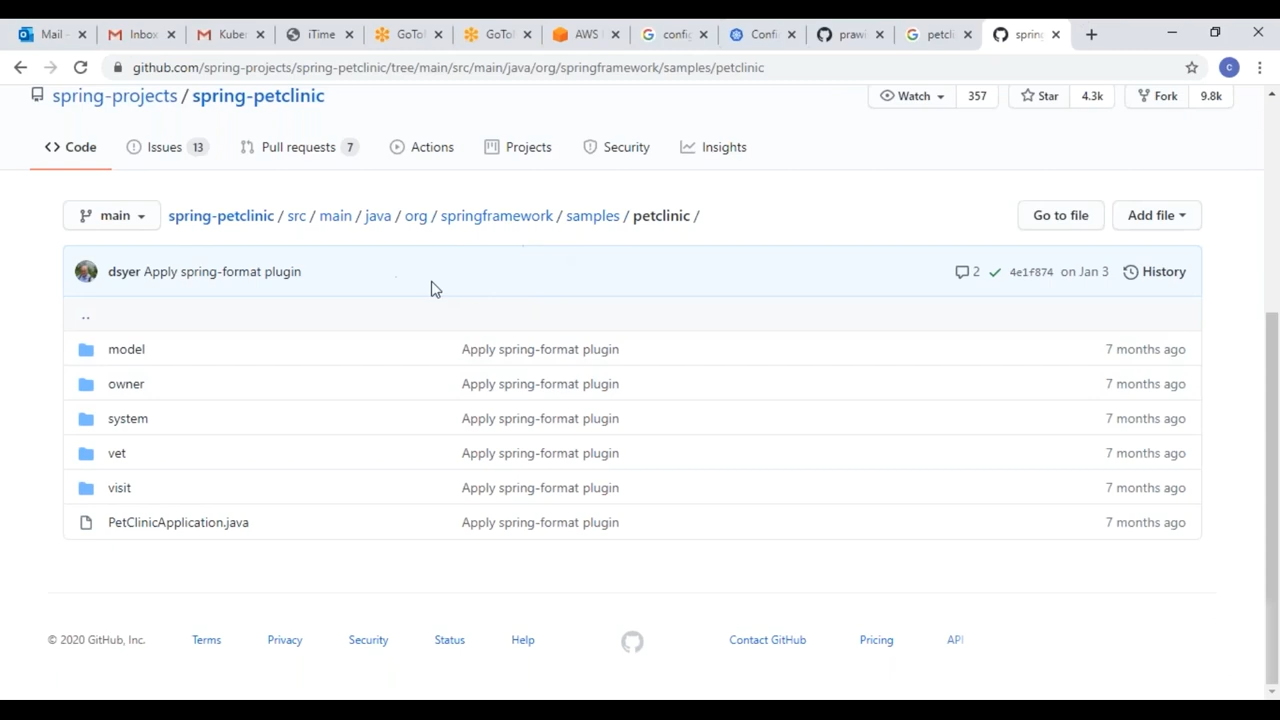 Mail Inbox Kube iTime GoTo GoTo AWS config Confi prawi petcli spring
github.com/spring-projects/spring-petclinic/tree/main/src/main/java/org/springframework/samples/petclinic C
spring-projects / spring-petclinic Watch 357 Star 4.3k Fork 9.8k
<> Code Issues 13 Pull requests 7 Actions Projects Security Insights
main spring-petclinic / src / main / java / org / springframework / samples / petclinic / Go to file Add file
dsyer Apply spring-format plugin 2 4e1f874 on Jan 3 History
..
model Apply spring-format plugin 7 months ago
owner Apply spring-format plugin 7 months ago
system Apply spring-format plugin 7 months ago
vet Apply spring-format plugin 7 months ago
visit Apply spring-format plugin 7 months ago
PetClinicApplication.java Apply spring-format plugin 7 months ago
© 2020 GitHub, Inc. Terms Privacy Security Status Help Contact GitHub Pricing API